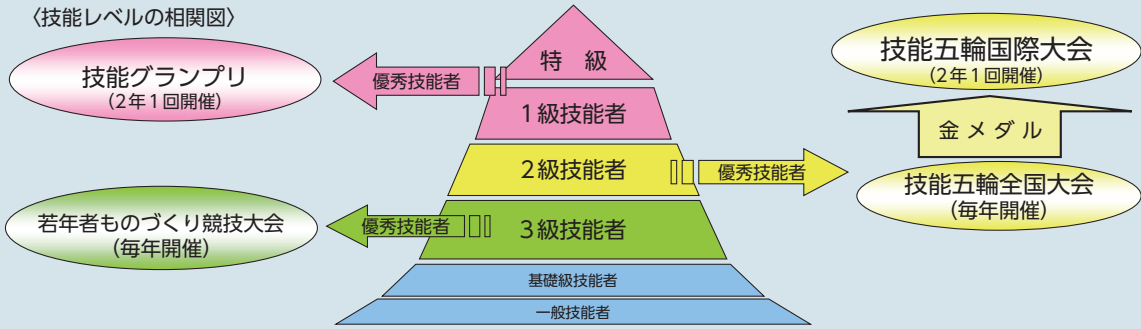 〈技能レベルの相関図〉
技能グランプリ
(2年1回開催)
優秀技能者
特 級
1級技能者
2級技能者
優秀技能者
技能五輪国際大会
(2年1回開催)
金メダル
技能五輪全国大会
(毎年開催)
若年者ものづくり競技大会
(毎年開催)
優秀技能者
3級技能者
基礎級技能者
一般技能者